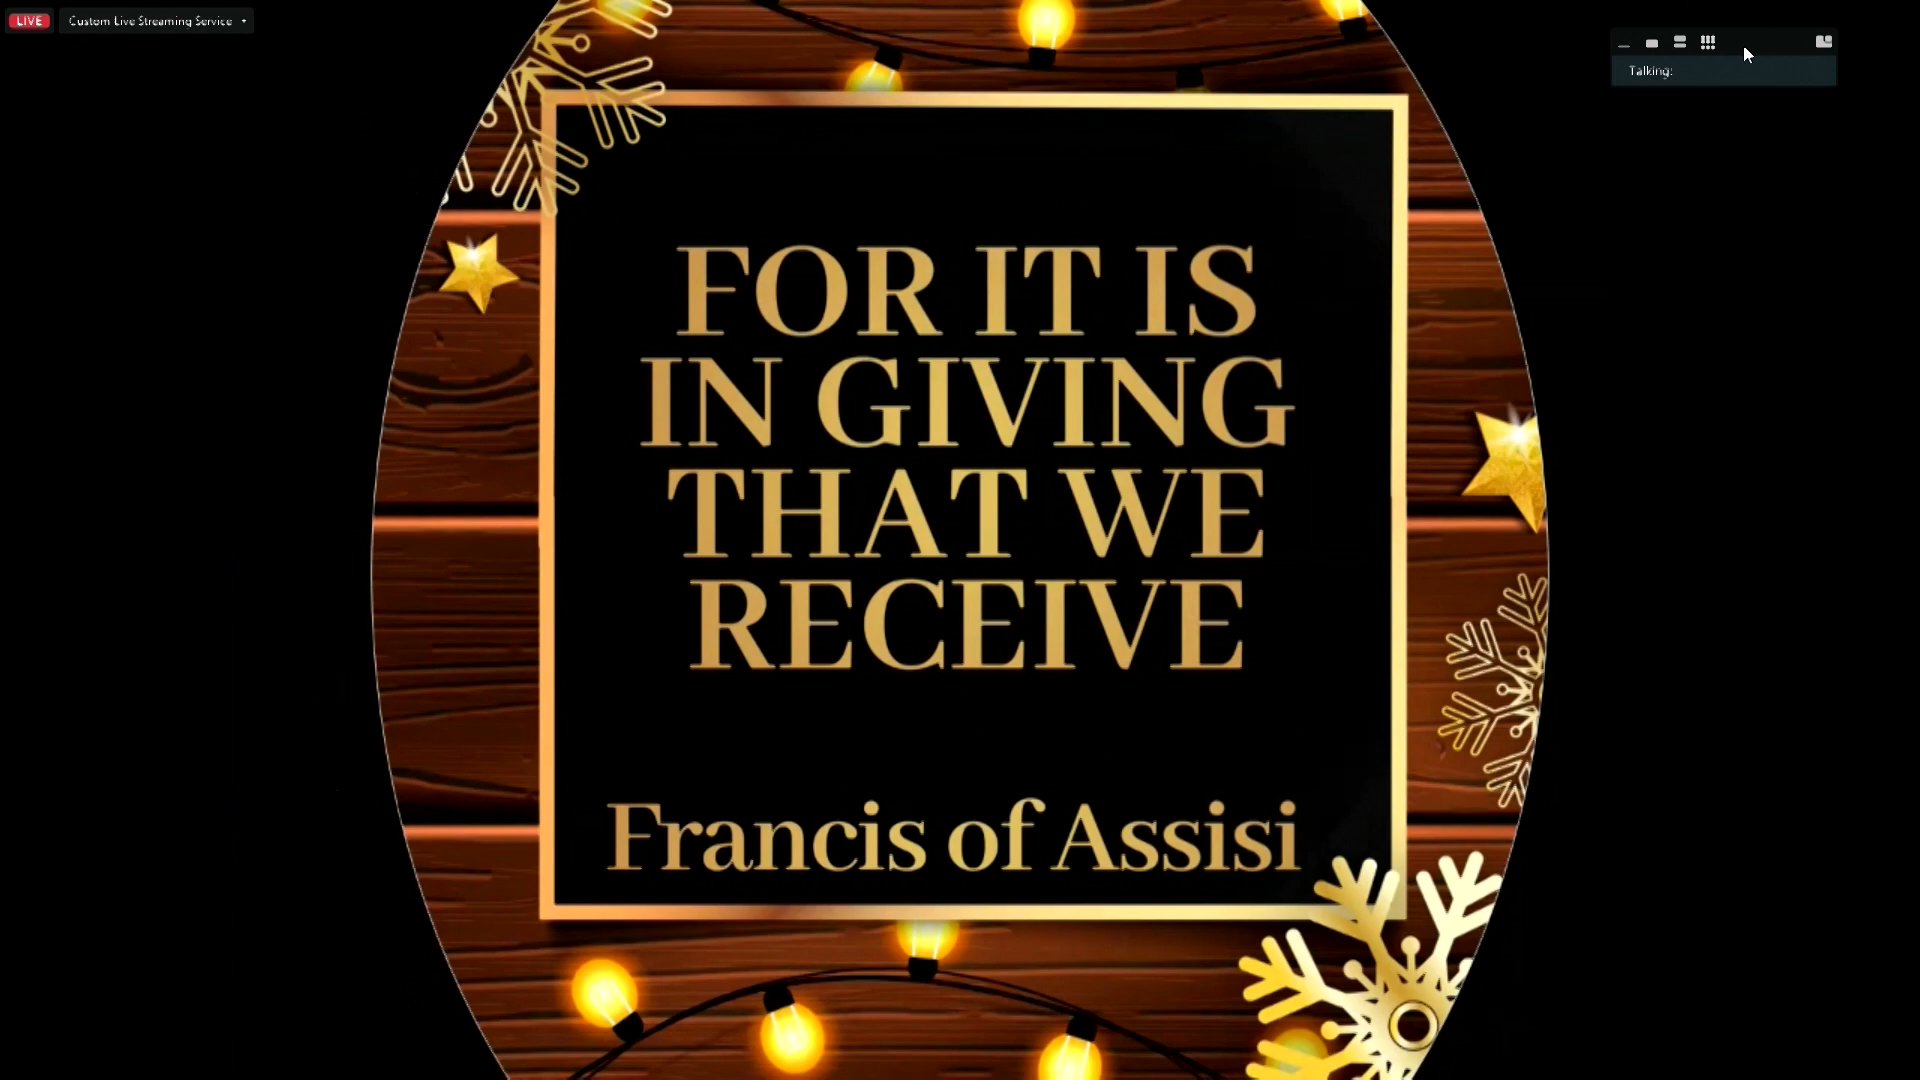 LIVE
Custom Live Streaming Service
Talking:
FOR IT IS
IN GIVING
THAT WE
RECEIVE
Francis of Assisi